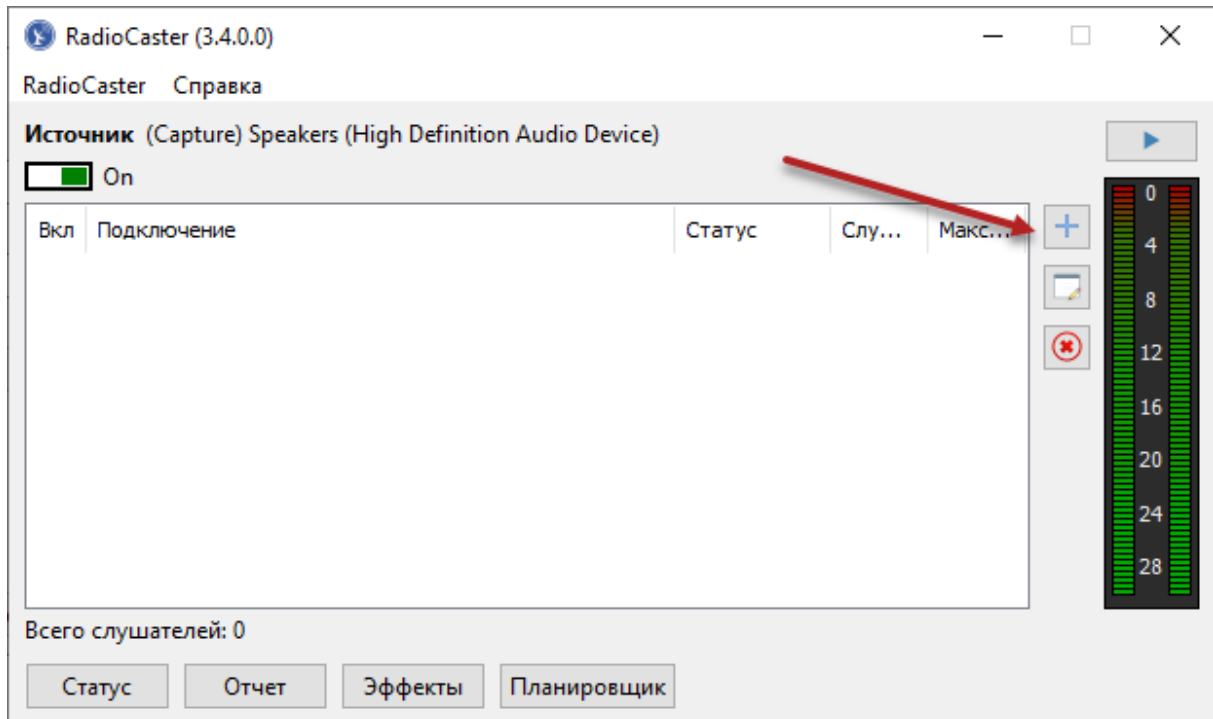 RadioCaster (3.4.0.0)
RadioCaster Справка
Источник (Capture) Speakers (High Definition Audio Device)
On
Вкл Подключение Статус Слу... Макс...
0
4
8
12
16
20
24
28
Всего слушателей: 0
Статус Отчет Эффекты Планировщик